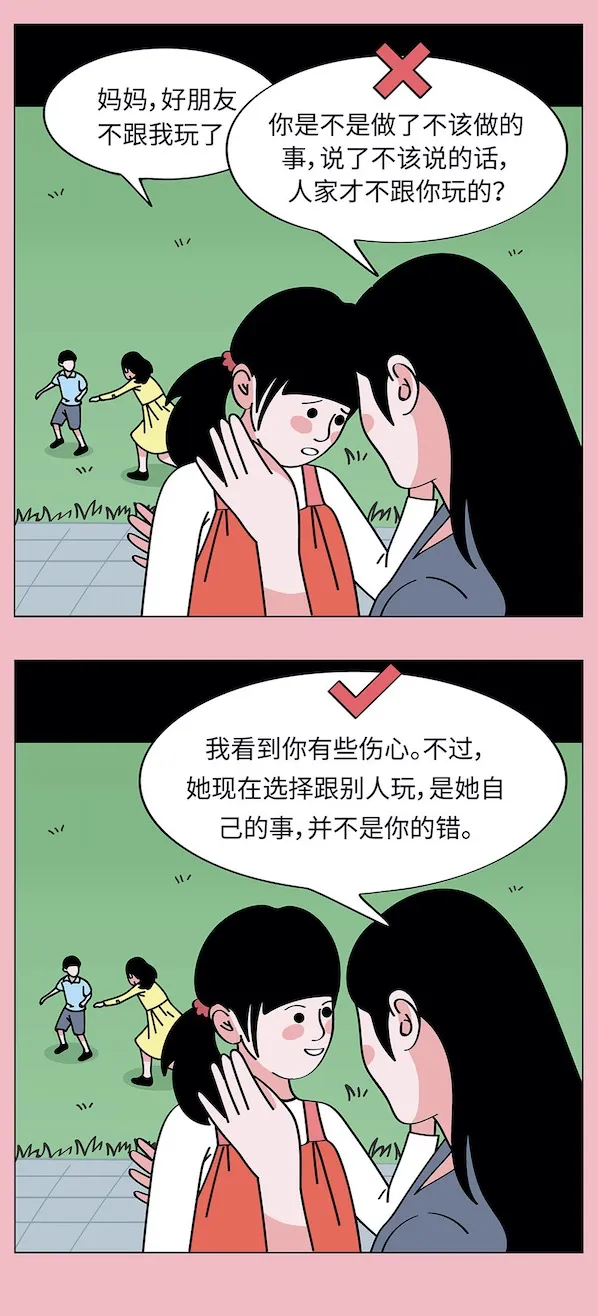 妈妈，好朋友
不跟我玩了
你是不是做了不该做的
事，说了不该说的话，
人家才不跟你玩的？
我看到你有些伤心。不过，
她现在选择跟别人玩，是她自
己的事，并不是你的错。